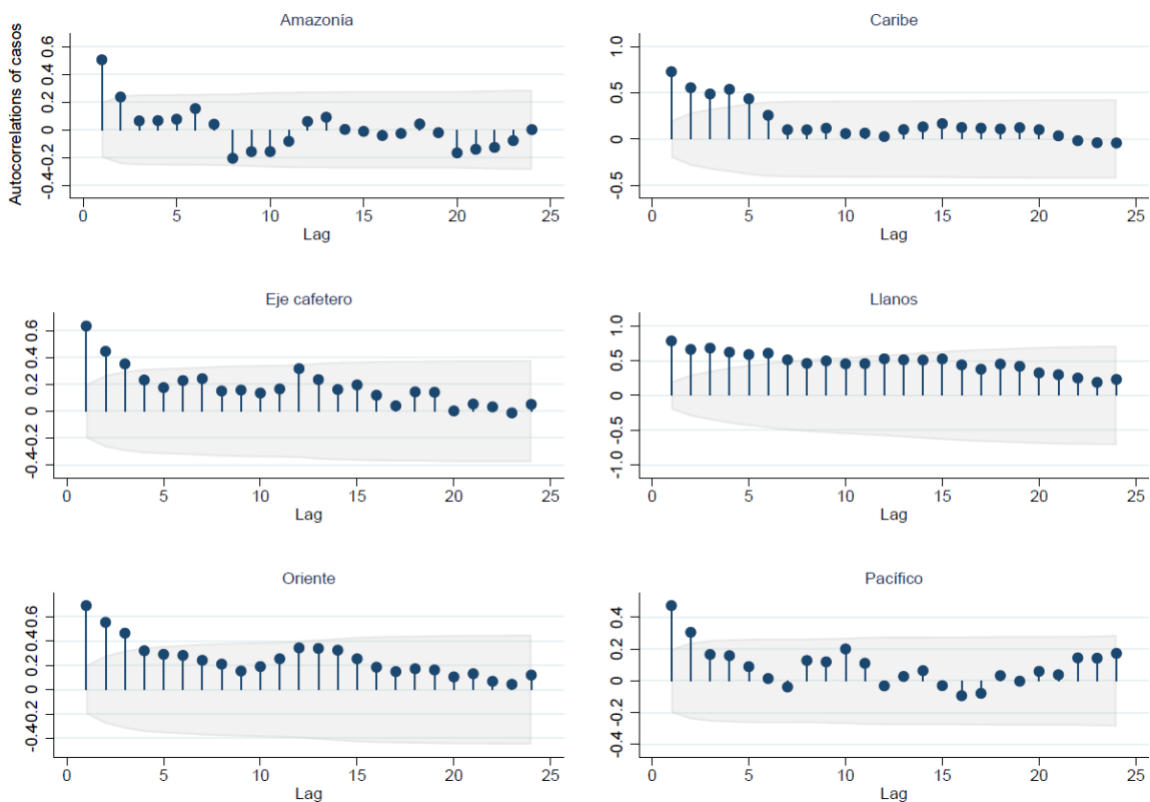 Amazonía
Autocorrelations of casos
-0.4 -0.2 0 0.2 0.4 0.6
0 5 10 15 20 25
Lag
Caribe
-0.5 0 0.5 1.0
0 5 10 15 20 25
Lag
Eje cafetero
-0.4 -0.2 0 0.2 0.4 0.6
0 5 10 15 20 25
Lag
Llanos
-1.0 -0.5 0 0.5 1.0
0 5 10 15 20 25
Lag
Oriente
-0.4 -0.2 0 0.2 0.4 0.6
0 5 10 15 20 25
Lag
Pacífico
-0.4 -0.2 0 0.2 0.4
0 5 10 15 20 25
Lag